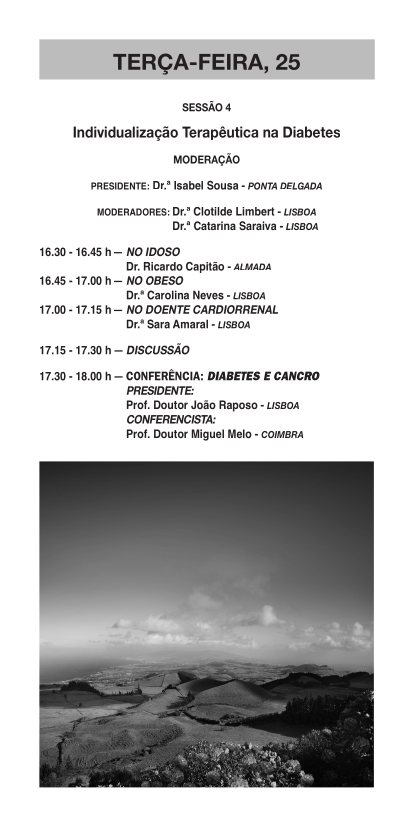 TERÇA-FEIRA, 25
SESSÃO 4
Individualização Terapêutica na Diabetes
MODERAÇÃO
PRESIDENTE: Dr.ª Isabel Sousa - PONTA DELGADA
MODERADORES: Dr.ª Clotilde Limbert - LISBOA
Dr.ª Catarina Saraiva - LISBOA
16.30 - 16.45 h — NO IDOSO
Dr. Ricardo Capitão - ALMADA
16.45 - 17.00 h — NO OBESO
Dr.ª Carolina Neves - LISBOA
17.00 - 17.15 h — NO DOENTE CARDIORRENAL
Dr.ª Sara Amaral - LISBOA
17.15 - 17.30 h — DISCUSSÃO
17.30 - 18.00 h — CONFERÊNCIA: DIABETES E CANCRO
PRESIDENTE:
Prof. Doutor João Raposo - LISBOA
CONFERENCISTA:
Prof. Doutor Miguel Melo - COIMBRA